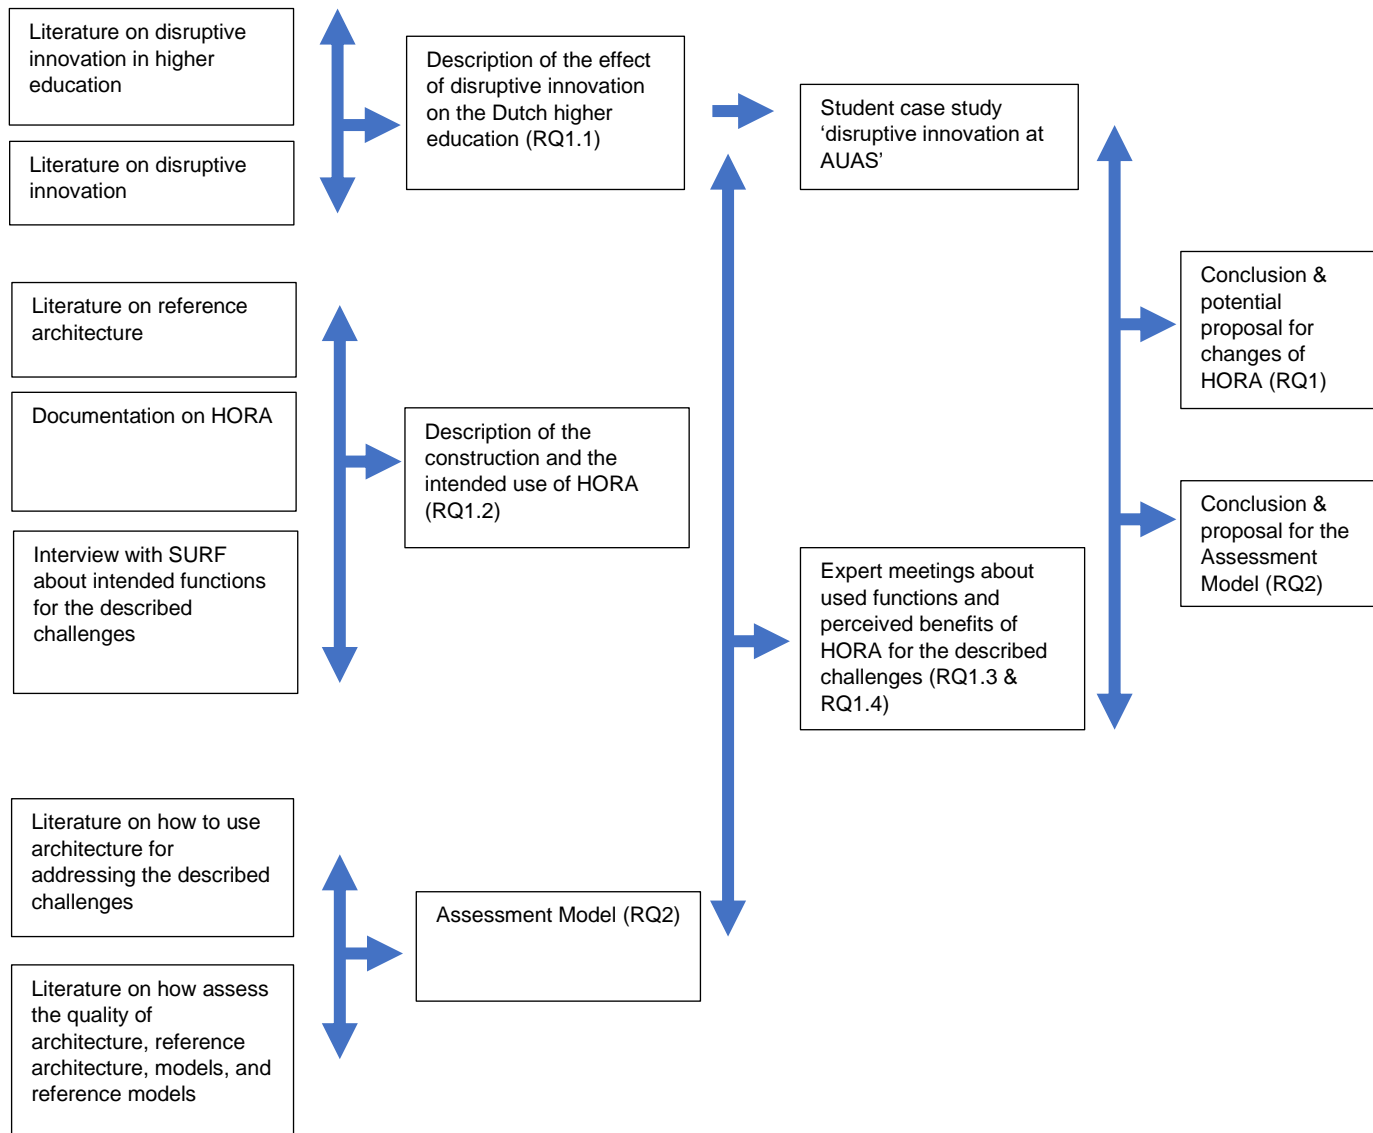 Literature on disruptive
innovation in higher
education
Literature on disruptive
innovation
Description of the effect
of disruptive innovation
on the Dutch higher
education (RQ1.1)
Student case study
‘disruptive innovation at
AUAS’
Literature on reference
architecture
Documentation on HORA
Interview with SURF
about intended functions
for the described
challenges
Description of the
construction and the
intended use of HORA
(RQ1.2)
Conclusion &
potential
proposal for
changes of
HORA (RQ1)
Conclusion &
proposal for the
Assessment
Model (RQ2)
Expert meetings about
used functions and
perceived benefits of
HORA for the described
challenges (RQ1.3 &
RQ1.4)
Literature on how to use
architecture for
addressing the described
challenges
Literature on how assess
the quality of
architecture, reference
architecture, models, and
reference models
Assessment Model (RQ2)